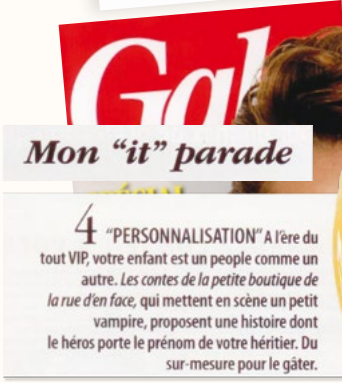 Gal
Mon “it” parade
4 “PERSONNALISATION” A l'ère du
tout VIP, votre enfant est un people comme un
autre. Les contes de la petite boutique de
la rue d'en face, qui mettent en scène un petit
vampire, proposent une histoire dont
le héros porte le prénom de votre héritier. Du
sur-mesure pour le gâter.